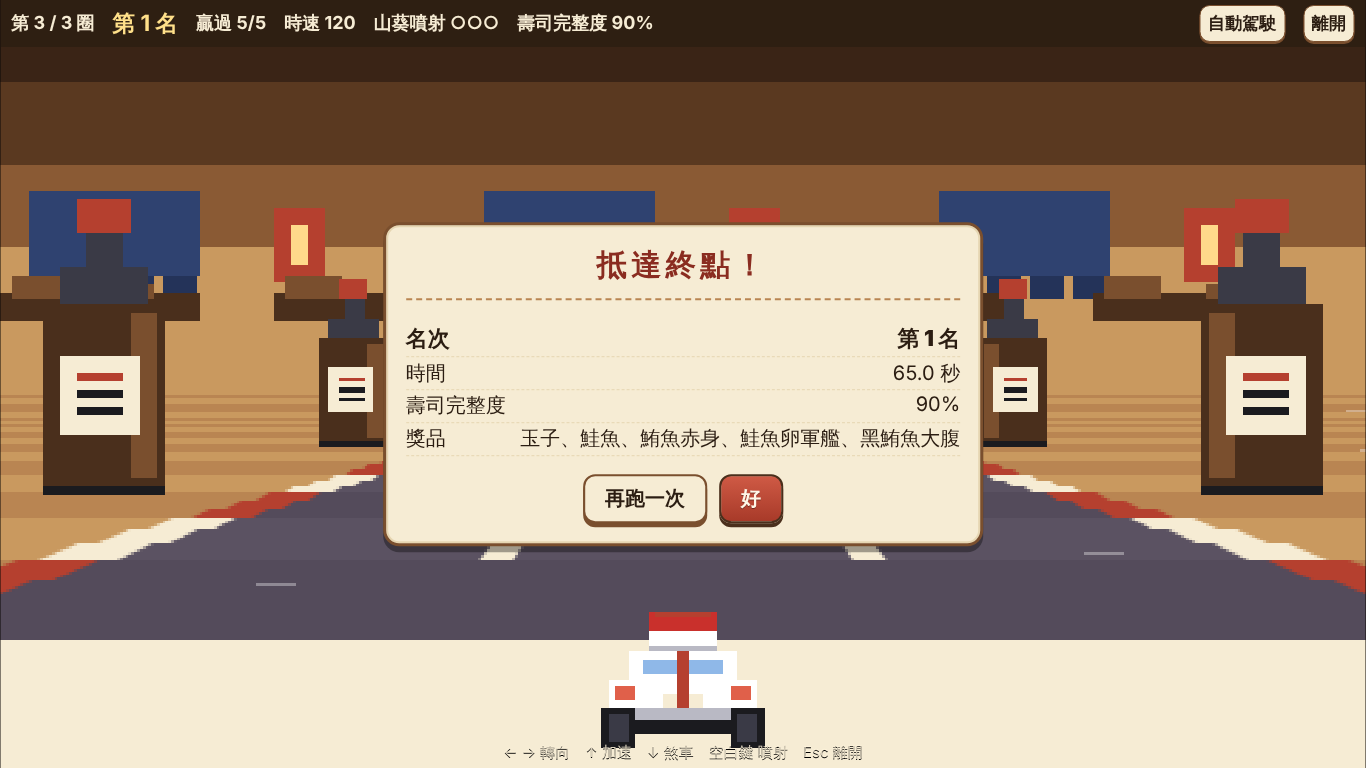 第 3 / 3 圈 第 1 名 贏過 5/5 時速 120 山葵噴射 ○○○ 壽司完整度 90% 自動駕駛 離開
抵達終點！
名次 第 1 名
時間 65.0 秒
壽司完整度 90%
獎品 玉子、鮭魚、鮪魚赤身、鮭魚卵軍艦、黑鮪魚大腹
再跑一次 好
← → 轉向 ↑ 加速 ↓ 煞車 空白鍵 噴射 Esc 離開